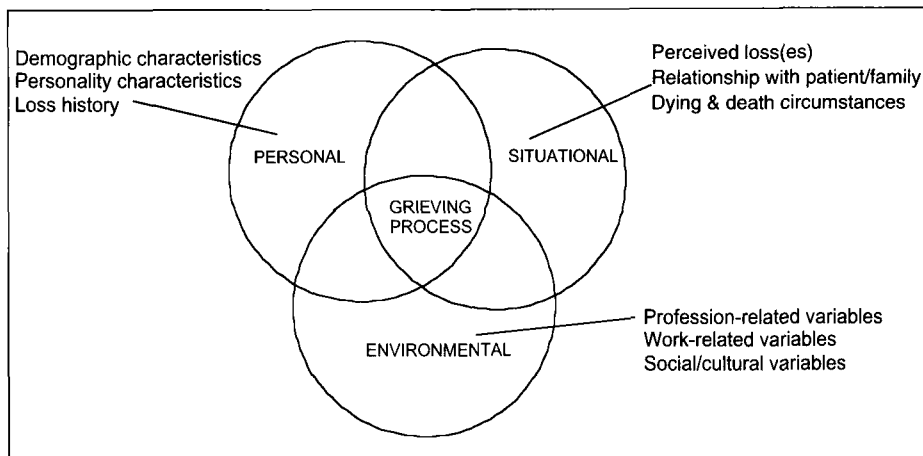 Demographic characteristics
Personality characteristics
Loss history
Perceived loss(es)
Relationship with patient/family
Dying & death circumstances
PERSONAL
SITUATIONAL
GRIEVING
PROCESS
ENVIRONMENTAL
Profession-related variables
Work-related variables
Social/cultural variables